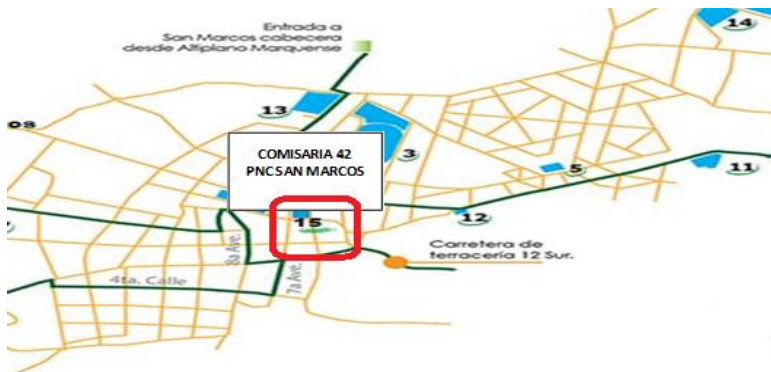 Entrada a
San Marcos cabecera
desde Altiplano Marquense
14
13
os
COMISARIA 42
PNC SAN MARCOS
3
5
11
12
15
8a Ave.
Carretera de
terracería 12 Sur.
4ta. Calle
7a Ave.